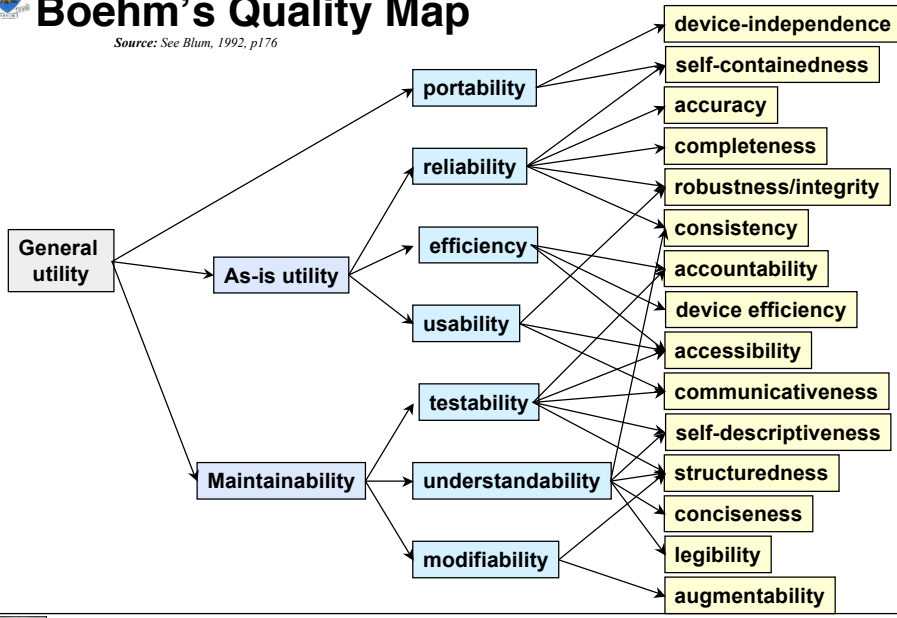 Boehm's Quality Map
Source: See Blum, 1992, p176
General
utility
As-is utility
Maintainability
portability
reliability
efficiency
usability
testability
understandability
modifiability
device-independence
self-containedness
accuracy
completeness
robustness/integrity
consistency
accountability
device efficiency
accessibility
communicativeness
self-descriptiveness
structuredness
conciseness
legibility
augmentability